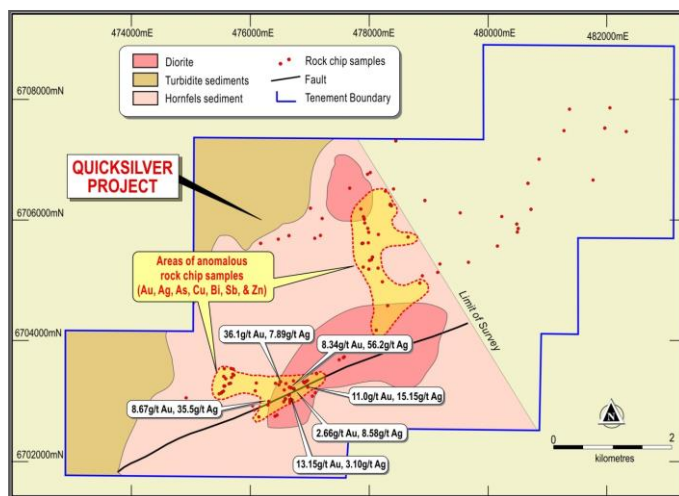 474000mE
476000mE
478000mE
480000mE
482000mE
6708000mN
6706000mN
6704000mN
6702000mN
Diorite
Turbidite sediments
Hornfels sediment
Rock chip samples
Fault
Tenement Boundary
QUICKSILVER
PROJECT
Areas of anomalous
rock chip samples
(Au, Ag, As, Cu, Bi, Sb, & Zn)
Limit of Survey
36.1g/t Au, 7.89g/t Ag
8.34g/t Au, 56.2g/t Ag
8.67g/t Au, 35.5g/t Ag
11.0g/t Au, 15.15g/t Ag
2.66g/t Au, 8.58g/t Ag
13.15g/t Au, 3.10g/t Ag
N
0
2
kilometres